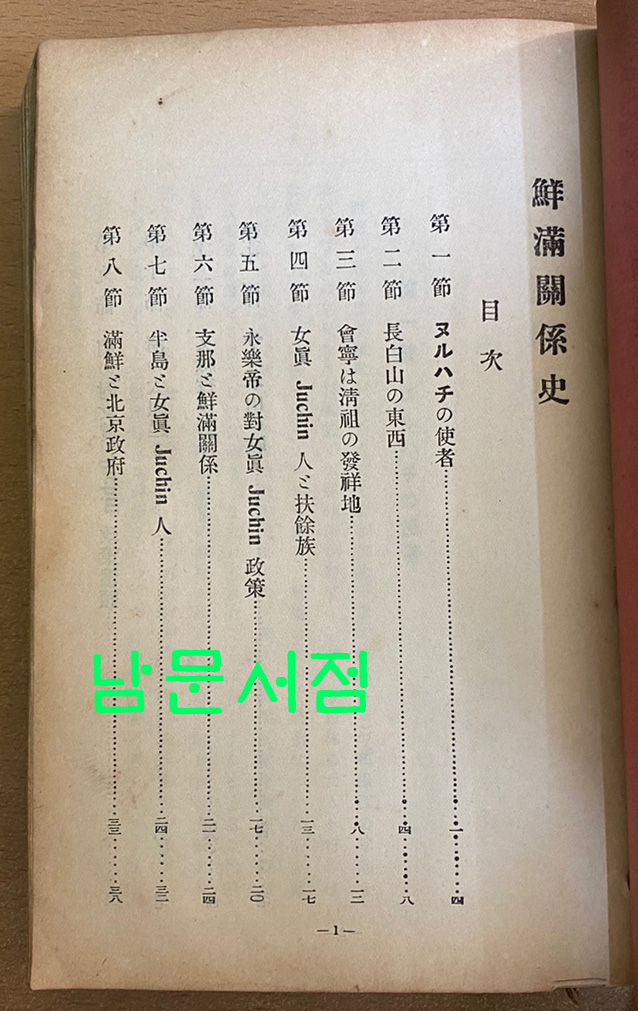 鮮滿關係史
目次
第一節 ヌルハチの使者……一……四
第二節 長白山の東西……四……八
第三節 會寧は淸祖の發祥地……八……一三
第四節 女眞 Juchin 人と扶餘族……一三……一七
第五節 永樂帝の對女眞 Juchin 政策……一七……二〇
第六節 支那と鮮滿關係……二一……二四
第七節 半島と女眞 Juchin 人……二四……三二
第八節 滿鮮と北京政府……三三……三八
—1—
남문서점